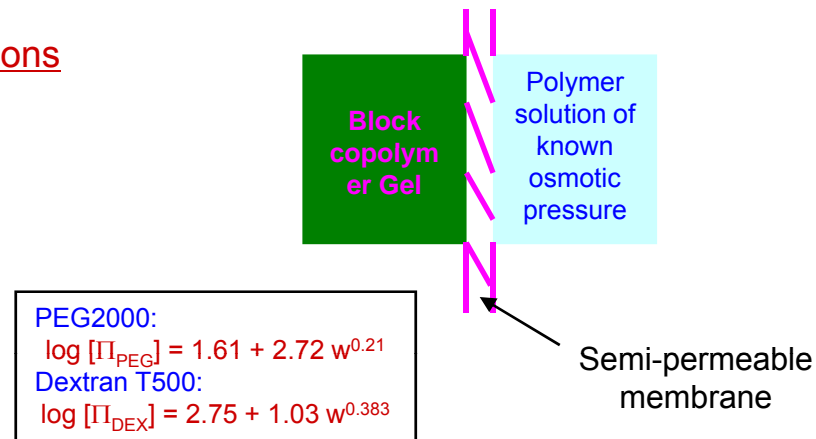 ons
Block
copolym
er Gel
Polymer
solution of
known
osmotic
pressure
PEG2000:
log [Π_PEG] = 1.61 + 2.72 w^0.21
Dextran T500:
log [Π_DEX] = 2.75 + 1.03 w^0.383
Semi-permeable
membrane